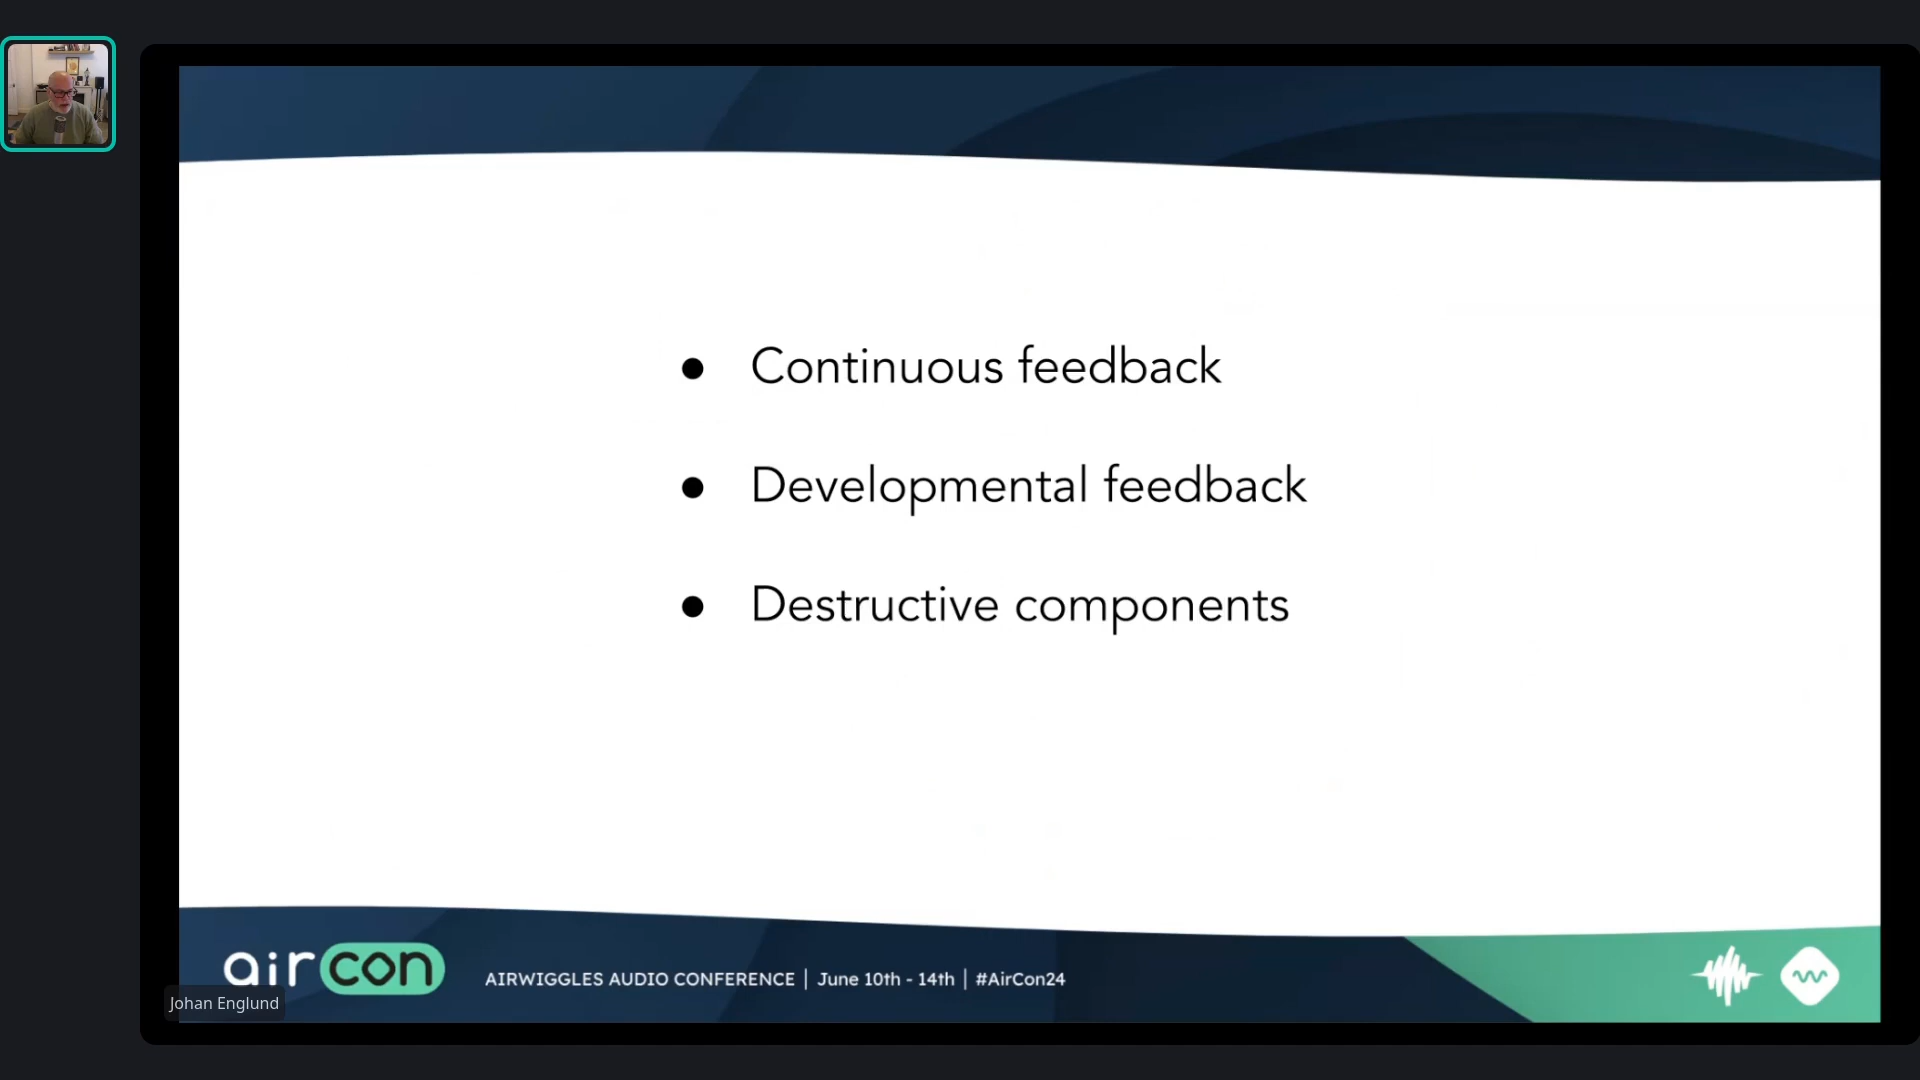 ● Continuous feedback
● Developmental feedback
● Destructive components
aircon
AIRWIGGLES AUDIO CONFERENCE | June 10th - 14th | #AirCon24
Johan Englund